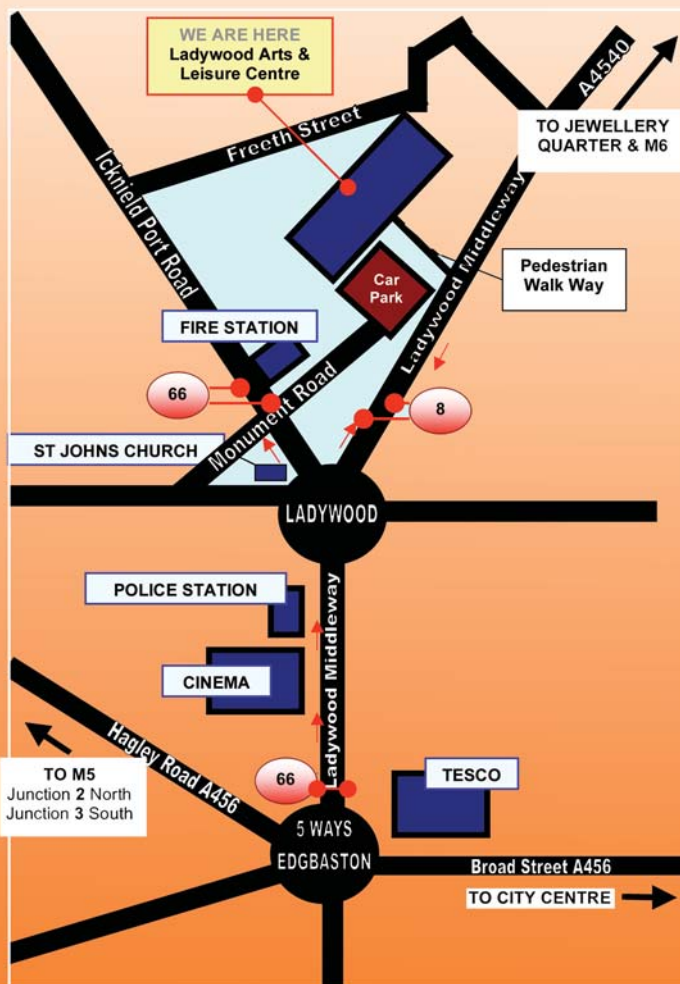 WE ARE HERE
Ladywood Arts &
Leisure Centre
A4540
Freeth Street
TO JEWELLERY
QUARTER & M6
Icknield Port Road
Pedestrian
Walk Way
Car
Park
Ladywood Middleway
FIRE STATION
66
8
Monument Road
ST JOHNS CHURCH
LADYWOOD
POLICE STATION
Ladywood Middleway
CINEMA
Hagley Road A456
TO M5
Junction 2 North
Junction 3 South
66
TESCO
5 WAYS
EDGBASTON
Broad Street A456
TO CITY CENTRE